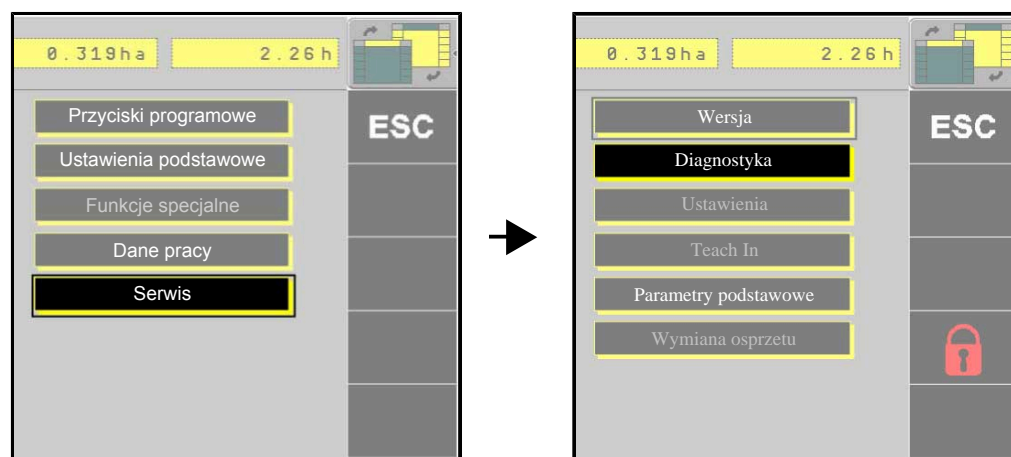 0.319ha 2.26h
Przyciski programowe
ESC
Ustawienia podstawowe
Funkcje specjalne
Dane pracy
Serwis
0.319ha 2.26h
Wersja
ESC
Diagnostyka
Ustawienia
Teach In
Parametry podstawowe
Wymiana osprzetu